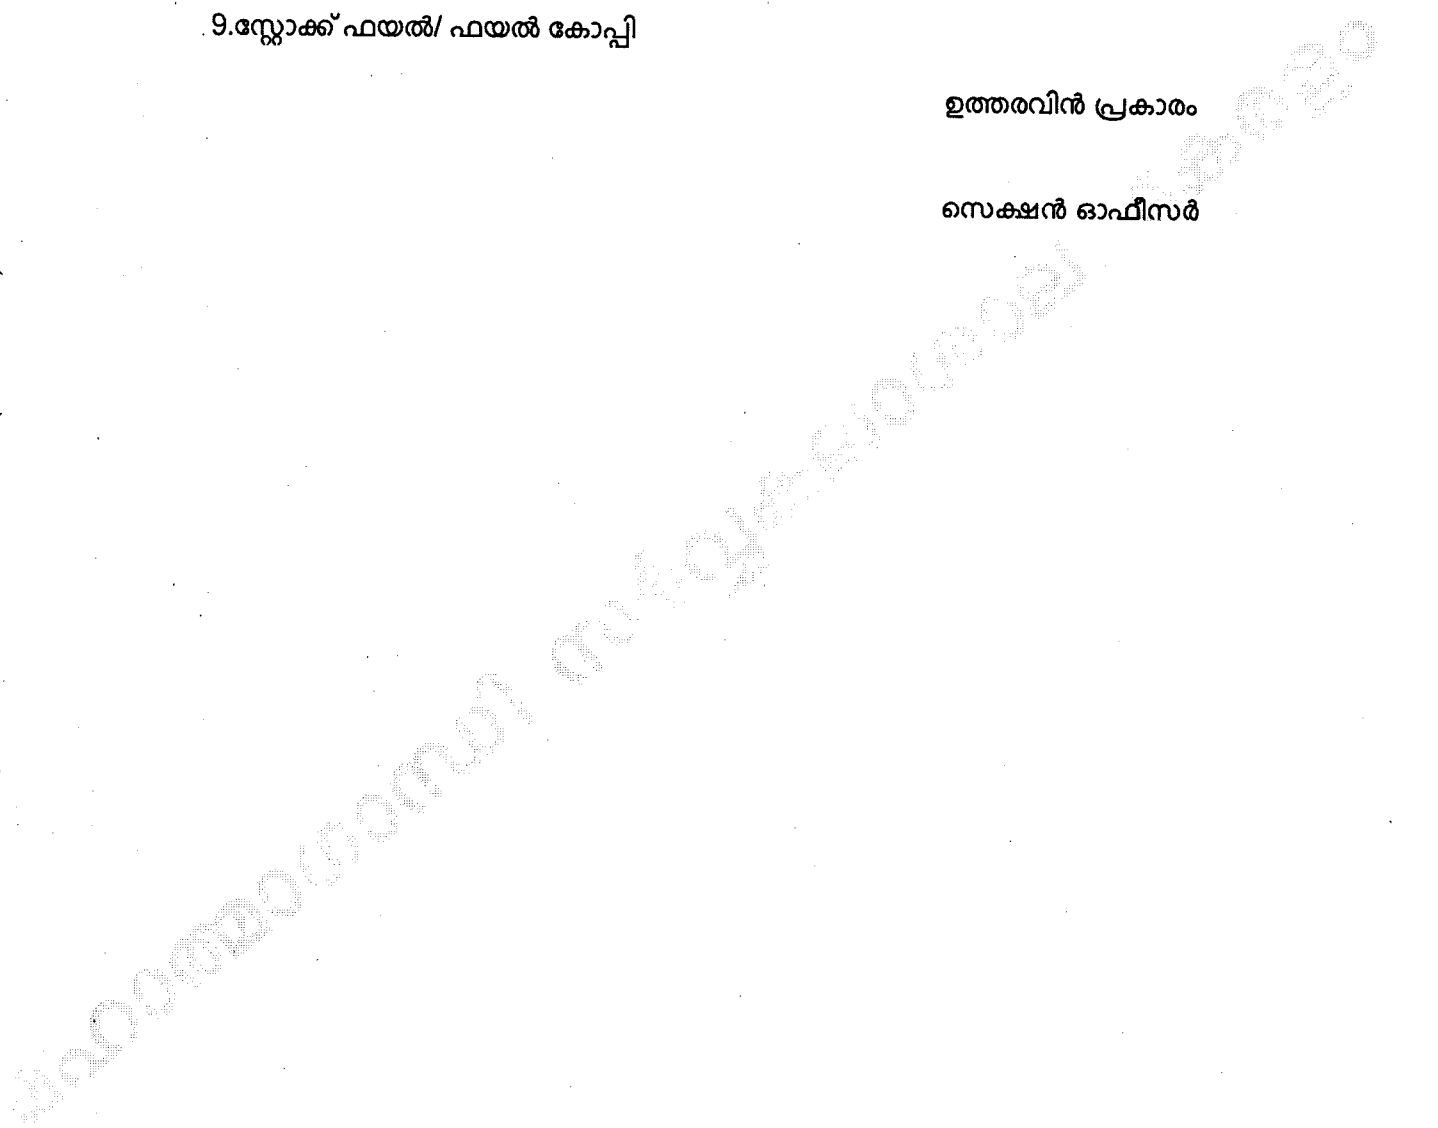 9.സ്റ്റോക്ക് ഫയൽ/ ഫയൽ കോപ്പി
ഉത്തരവിൻ പ്രകാരം
സെക്ഷൻ ഓഫീസർ